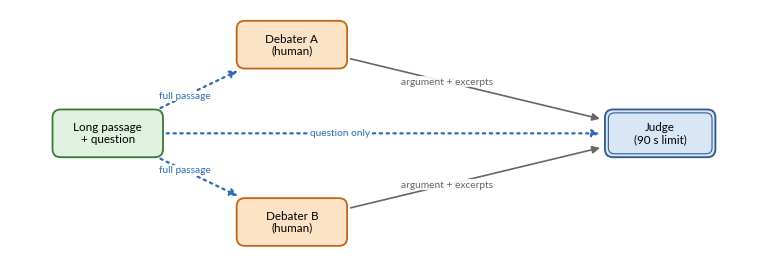 Debater A
(human)
full passage
argument + excerpts
Long passage
+ question
question only
Judge
(90 s limit)
full passage
argument + excerpts
Debater B
(human)